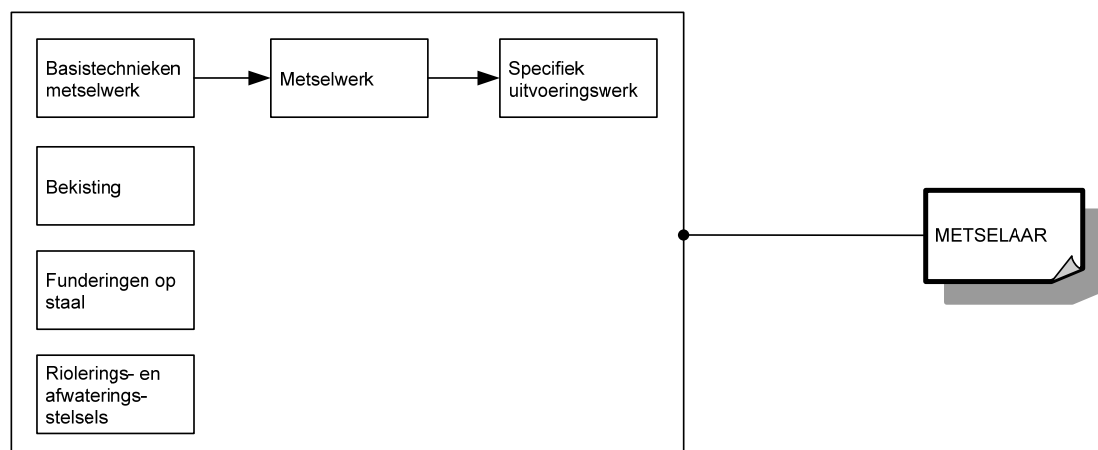 Basistechnieken
metselwerk
Metselwerk
Specifiek
uitvoeringswerk
Bekisting
Funderingen op
staal
Riolerings- en
afwaterings-
stelsels
METSELAAR